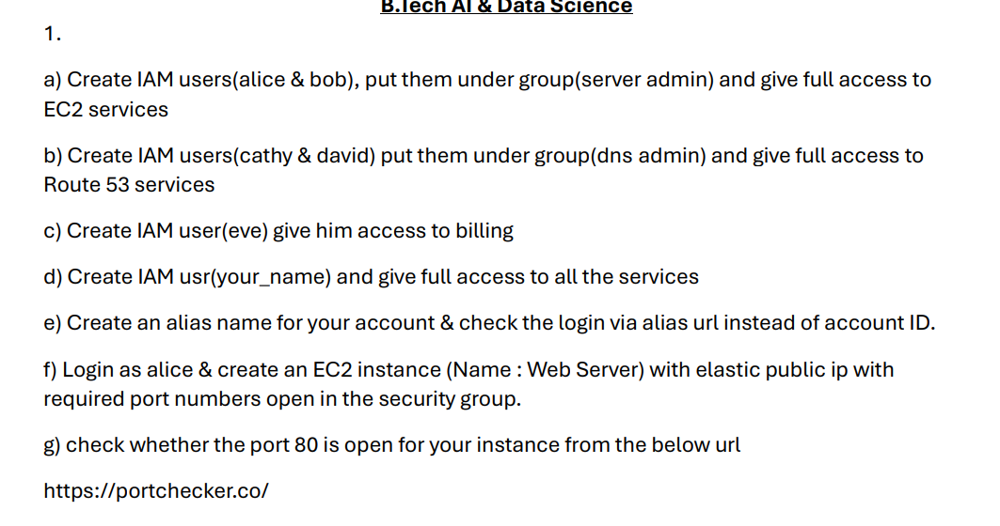 B.Tech AI & Data Science
1.
a) Create IAM users(alice & bob), put them under group(server admin) and give full access to
EC2 services
b) Create IAM users(cathy & david) put them under group(dns admin) and give full access to
Route 53 services
c) Create IAM user(eve) give him access to billing
d) Create IAM usr(your_name) and give full access to all the services
e) Create an alias name for your account & check the login via alias url instead of account ID.
f) Login as alice & create an EC2 instance (Name : Web Server) with elastic public ip with
required port numbers open in the security group.
g) check whether the port 80 is open for your instance from the below url
https://portchecker.co/